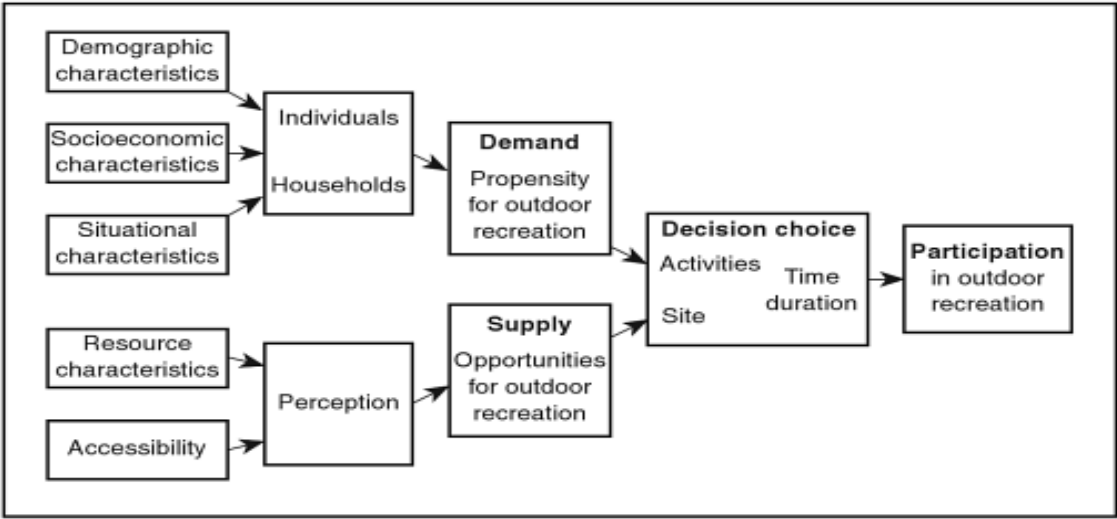 Demographic
characteristics
Socioeconomic
characteristics
Situational
characteristics
Individuals
Households
Demand
Propensity
for outdoor
recreation
Resource
characteristics
Accessibility
Perception
Supply
Opportunities
for outdoor
recreation
Decision choice
Activities
Time
duration
Site
Participation
in outdoor
recreation